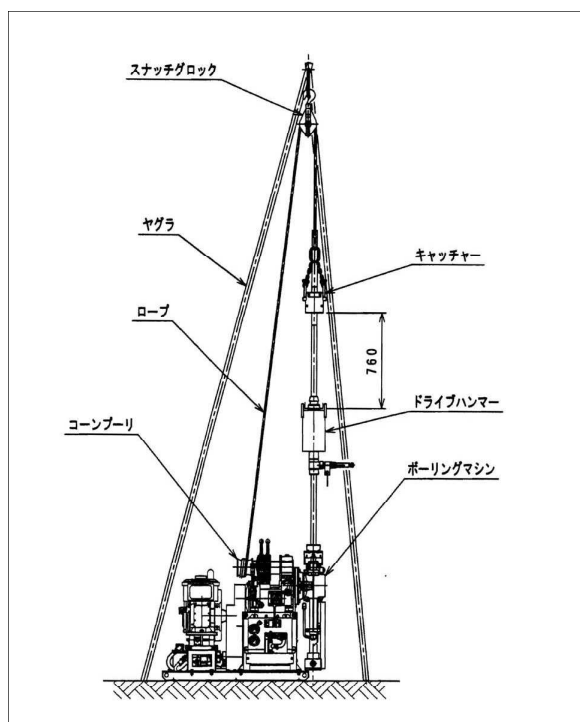 スナッチグロック
ヤグラ
キャッチャー
ロープ
760
ドライブハンマー
コーンプーリ
ボーリングマシン